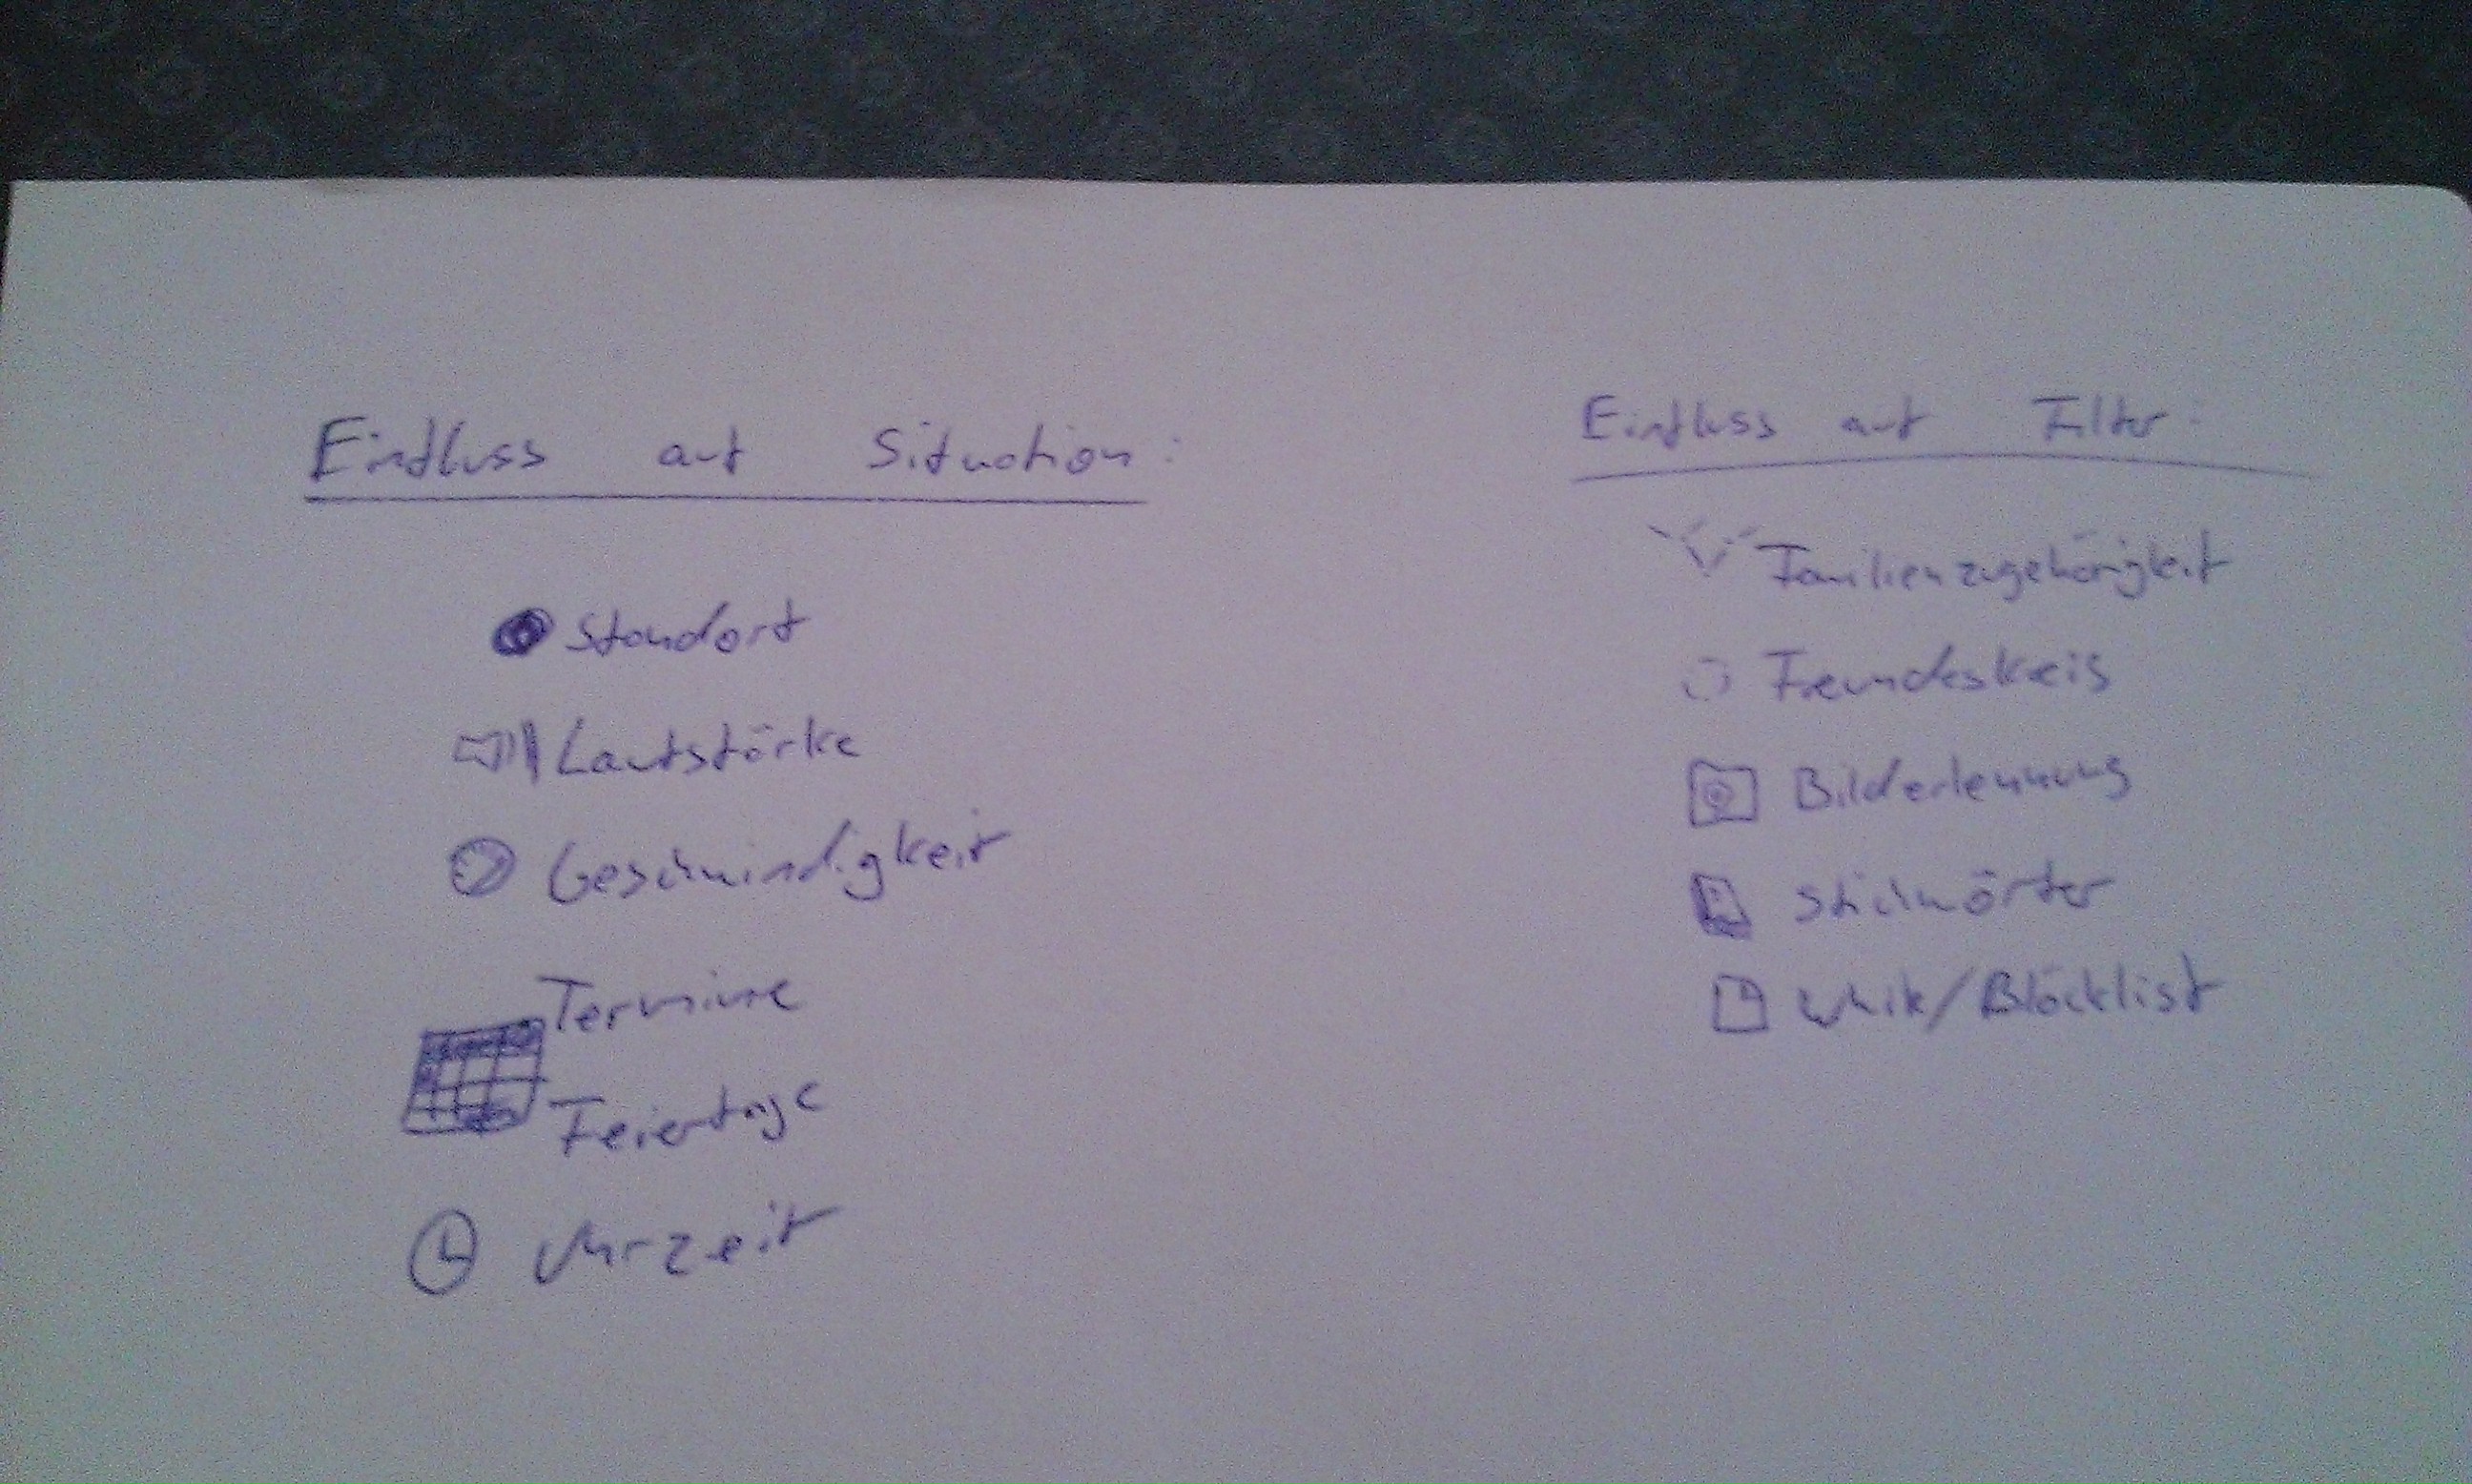 Einfluss auf Situation:
Standort
Lautstärke
Geschwindigkeit
Termine
Feiertage
Uhrzeit
Einfluss auf Filter:
Familienzugehörigkeit
Freundeskreis
Bilderkennung
Stichwörter
White/Blacklist